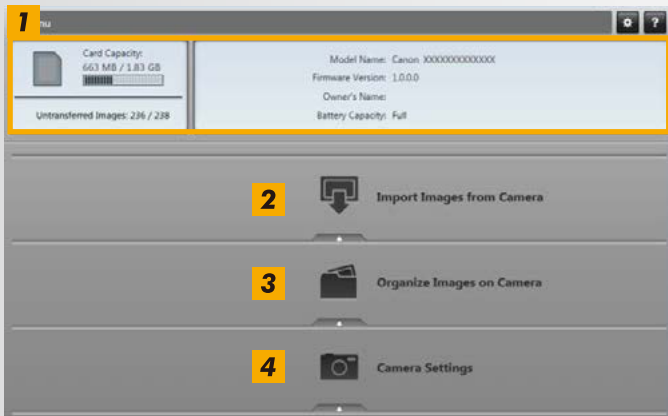 1
nu
?
Card Capacity:
663 MB / 1.83 GB
Untransferred Images: 236 / 238
Model Name: Canon XXXXXXXXXXXXX
Firmware Version: 1.0.0.0
Owner's Name:
Battery Capacity: Full
2 Import Images from Camera
3 Organize Images on Camera
4 Camera Settings